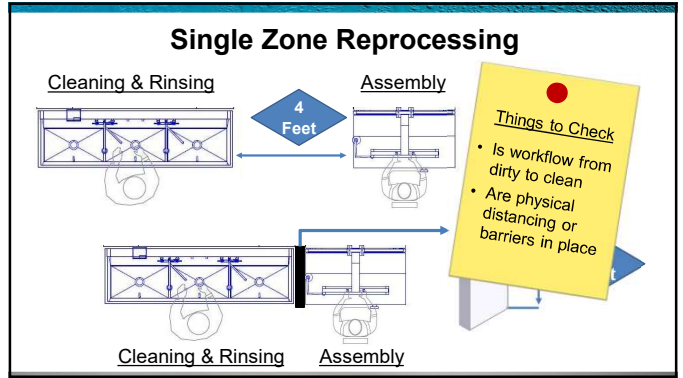 Single Zone Reprocessing
Cleaning & Rinsing
Assembly
4
Feet
Things to Check
• Is workflow from
dirty to clean
• Are physical
distancing or
barriers in place
Cleaning & Rinsing
Assembly